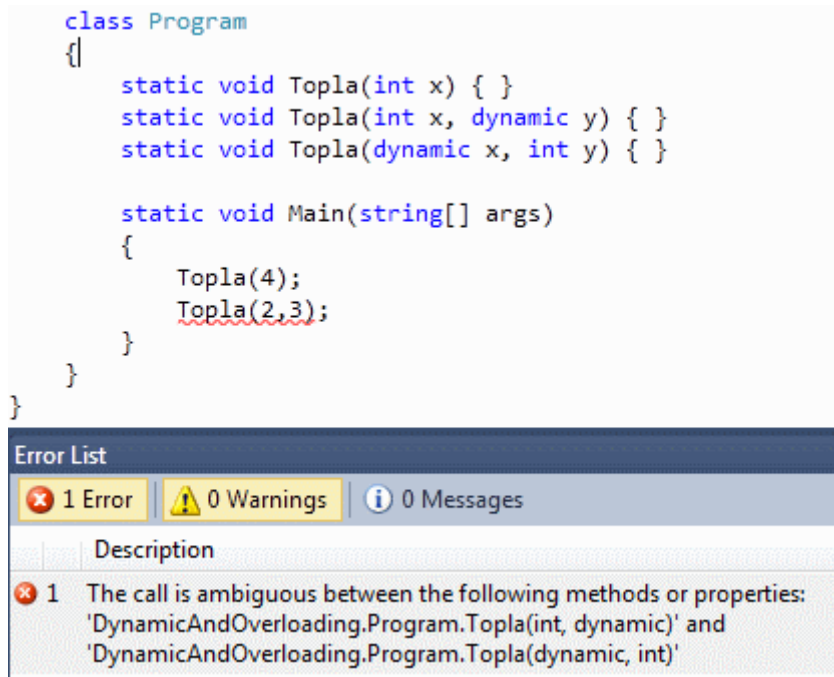 class Program
{
static void Topla(int x) { }
static void Topla(int x, dynamic y) { }
static void Topla(dynamic x, int y) { }
static void Main(string[] args)
{
Topla(4);
Topla(2,3);
}
}
}
Error List
1 Error 0 Warnings 0 Messages
Description
1 The call is ambiguous between the following methods or properties:
'DynamicAndOverloading.Program.Topla(int, dynamic)' and
'DynamicAndOverloading.Program.Topla(dynamic, int)'